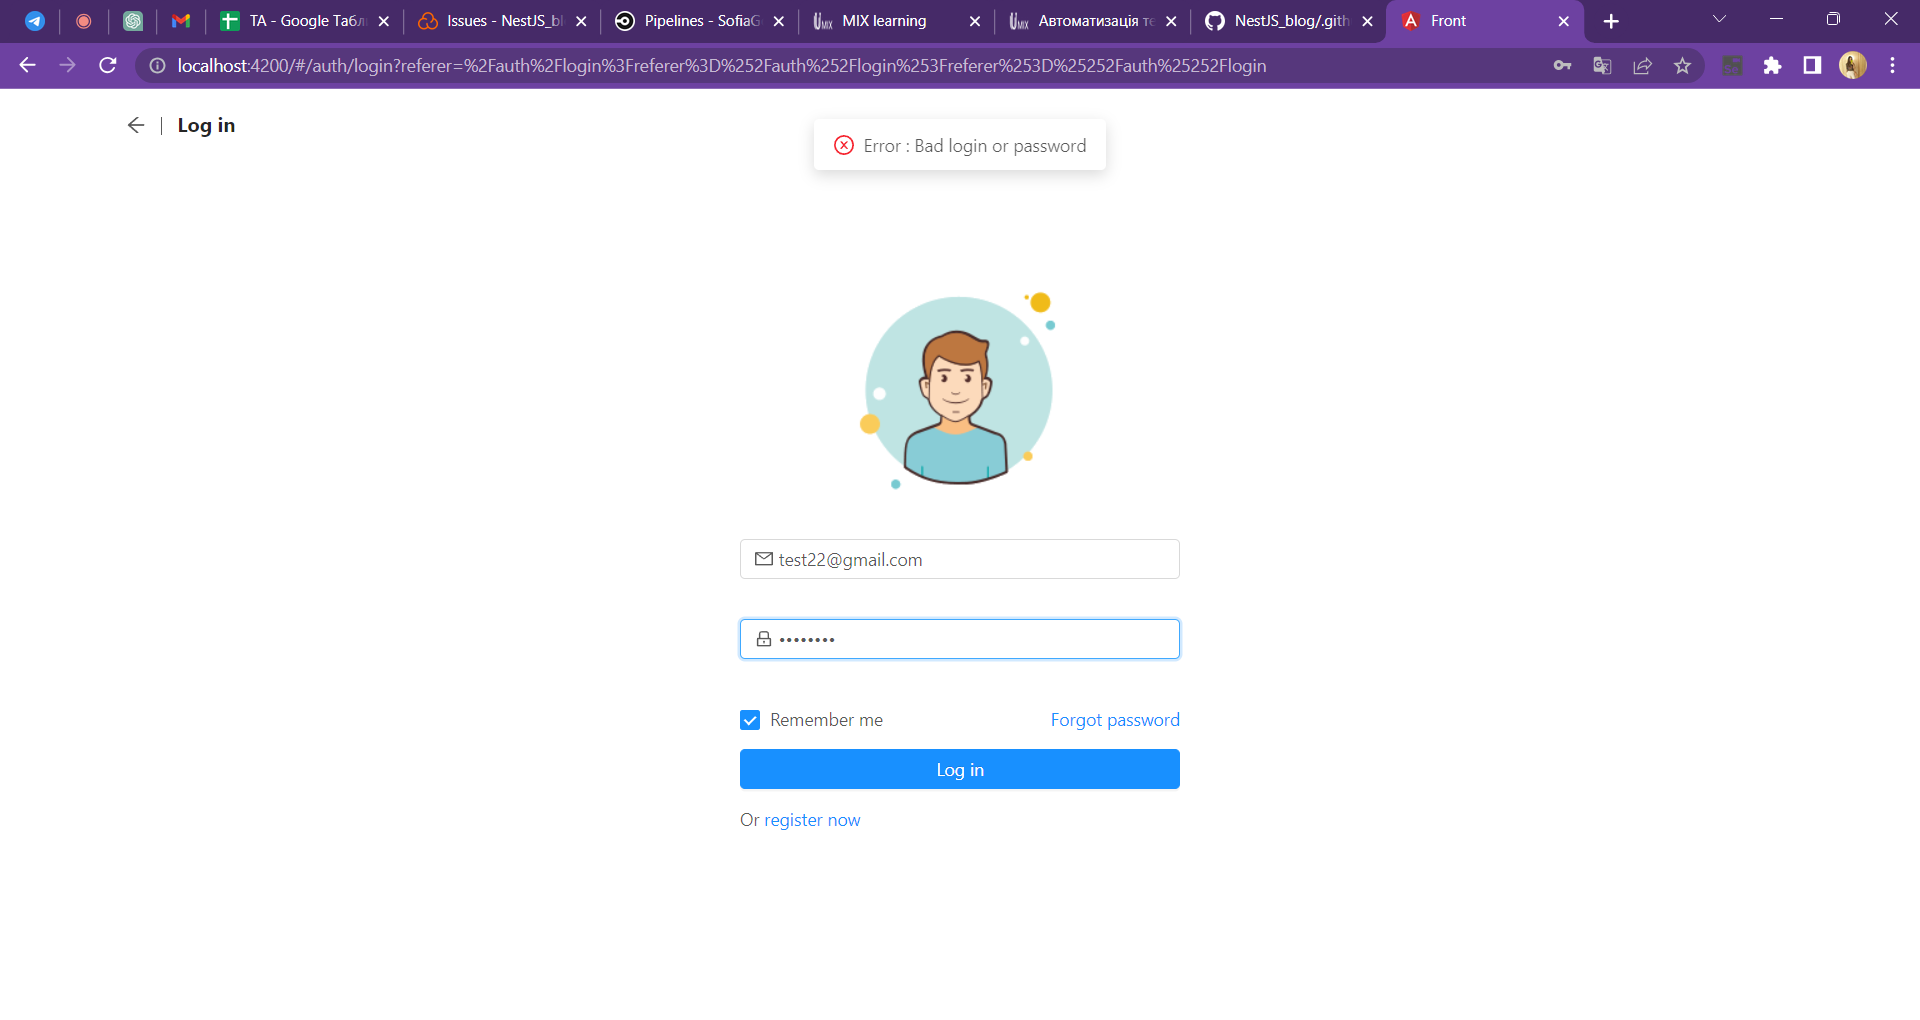 TA - Google Табл
Issues - NestJS_bl
Pipelines - SofiaG
MIX learning
Автоматизація те
NestJS_blog/.gith
Front
localhost:4200/#/auth/login?referer=%2Fauth%2Flogin%3Freferer%3D%252Fauth%252Flogin%253Freferer%253D%25252Fauth%25252Flogin
Log in
Error : Bad login or password
test22@gmail.com
••••••••
Remember me
Forgot password
Log in
Or register now